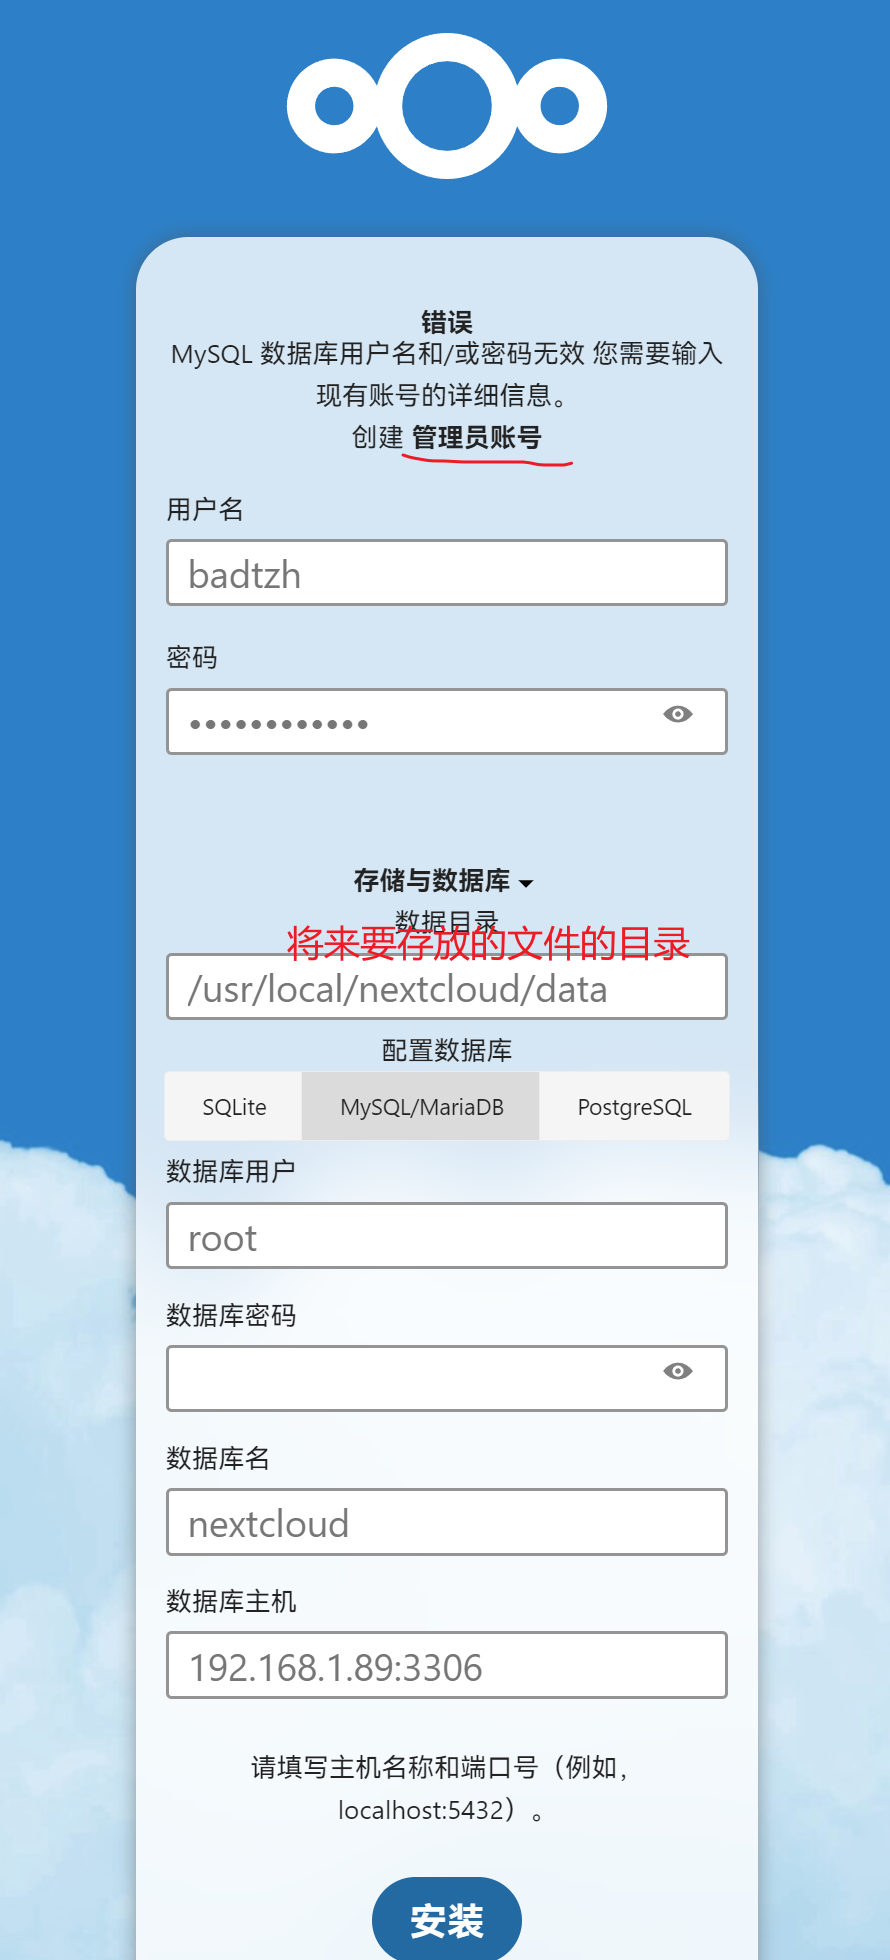 错误
MySQL 数据库用户名和/或密码无效 您需要输入
现有账号的详细信息。
创建 管理员账号
用户名
badtzh
密码
••••••••••••
存储与数据库
数据目录
将来要存放的文件的目录
/usr/local/nextcloud/data
配置数据库
SQLite MySQL/MariaDB PostgreSQL
数据库用户
root
数据库密码
数据库名
nextcloud
数据库主机
192.168.1.89:3306
请填写主机名称和端口号（例如，
localhost:5432）。
安装